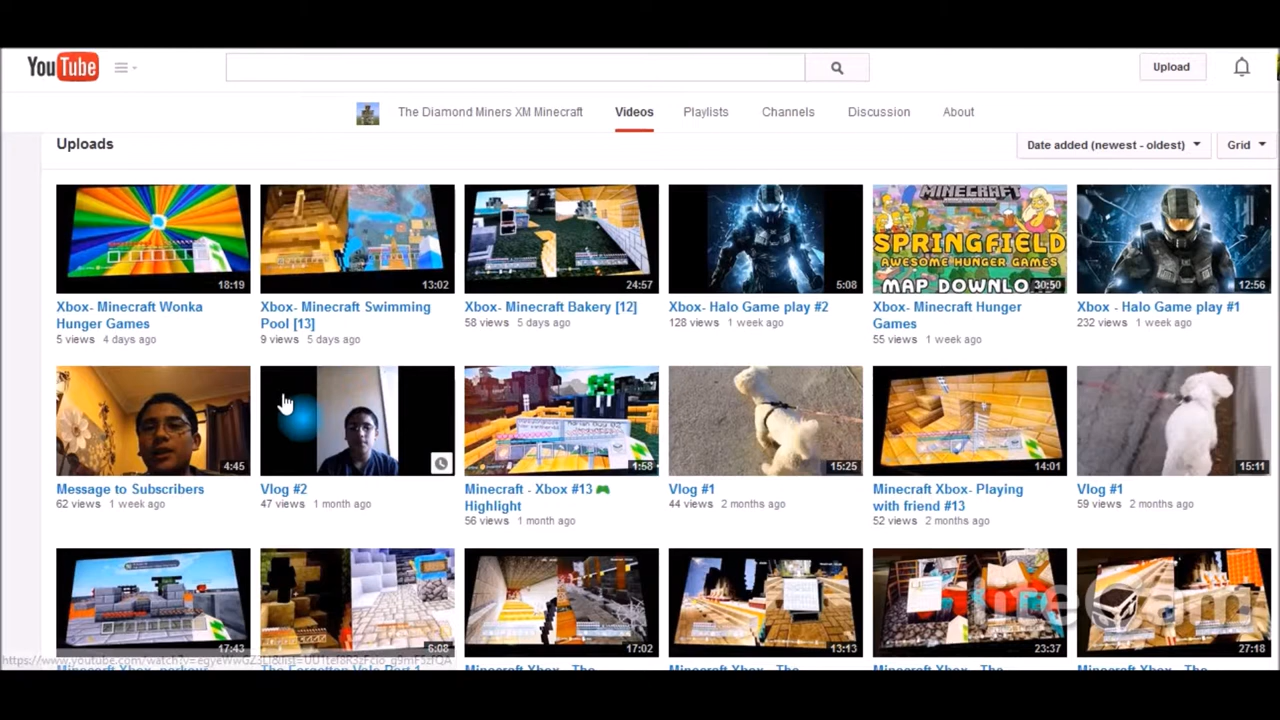 YouTube
Upload
The Diamond Miners XM Minecraft Videos Playlists Channels Discussion About
Uploads
Date added (newest - oldest) Grid
MINECRAFT
SPRINGFIELD
AWESOME HUNGER GAMES
MAP DOWNLO
18:19 13:02 24:57 5:08 30:50 12:56
Xbox- Minecraft Wonka
Hunger Games
5 views 4 days ago
Xbox- Minecraft Swimming
Pool [13]
9 views 5 days ago
Xbox- Minecraft Bakery [12]
58 views 5 days ago
Xbox- Halo Game play #2
128 views 1 week ago
Xbox- Minecraft Hunger
Games
55 views 1 week ago
Xbox - Halo Game play #1
232 views 1 week ago
4:45 1:58 15:25 14:01 15:11
Message to Subscribers
62 views 1 week ago
Vlog #2
47 views 1 month ago
Minecraft - Xbox #13 🎮
Highlight
56 views 1 month ago
Vlog #1
44 views 2 months ago
Minecraft Xbox- Playing
with friend #13
52 views 2 months ago
Vlog #1
59 views 2 months ago
lifecam
17:43 6:08 17:02 13:13 23:37 27:18